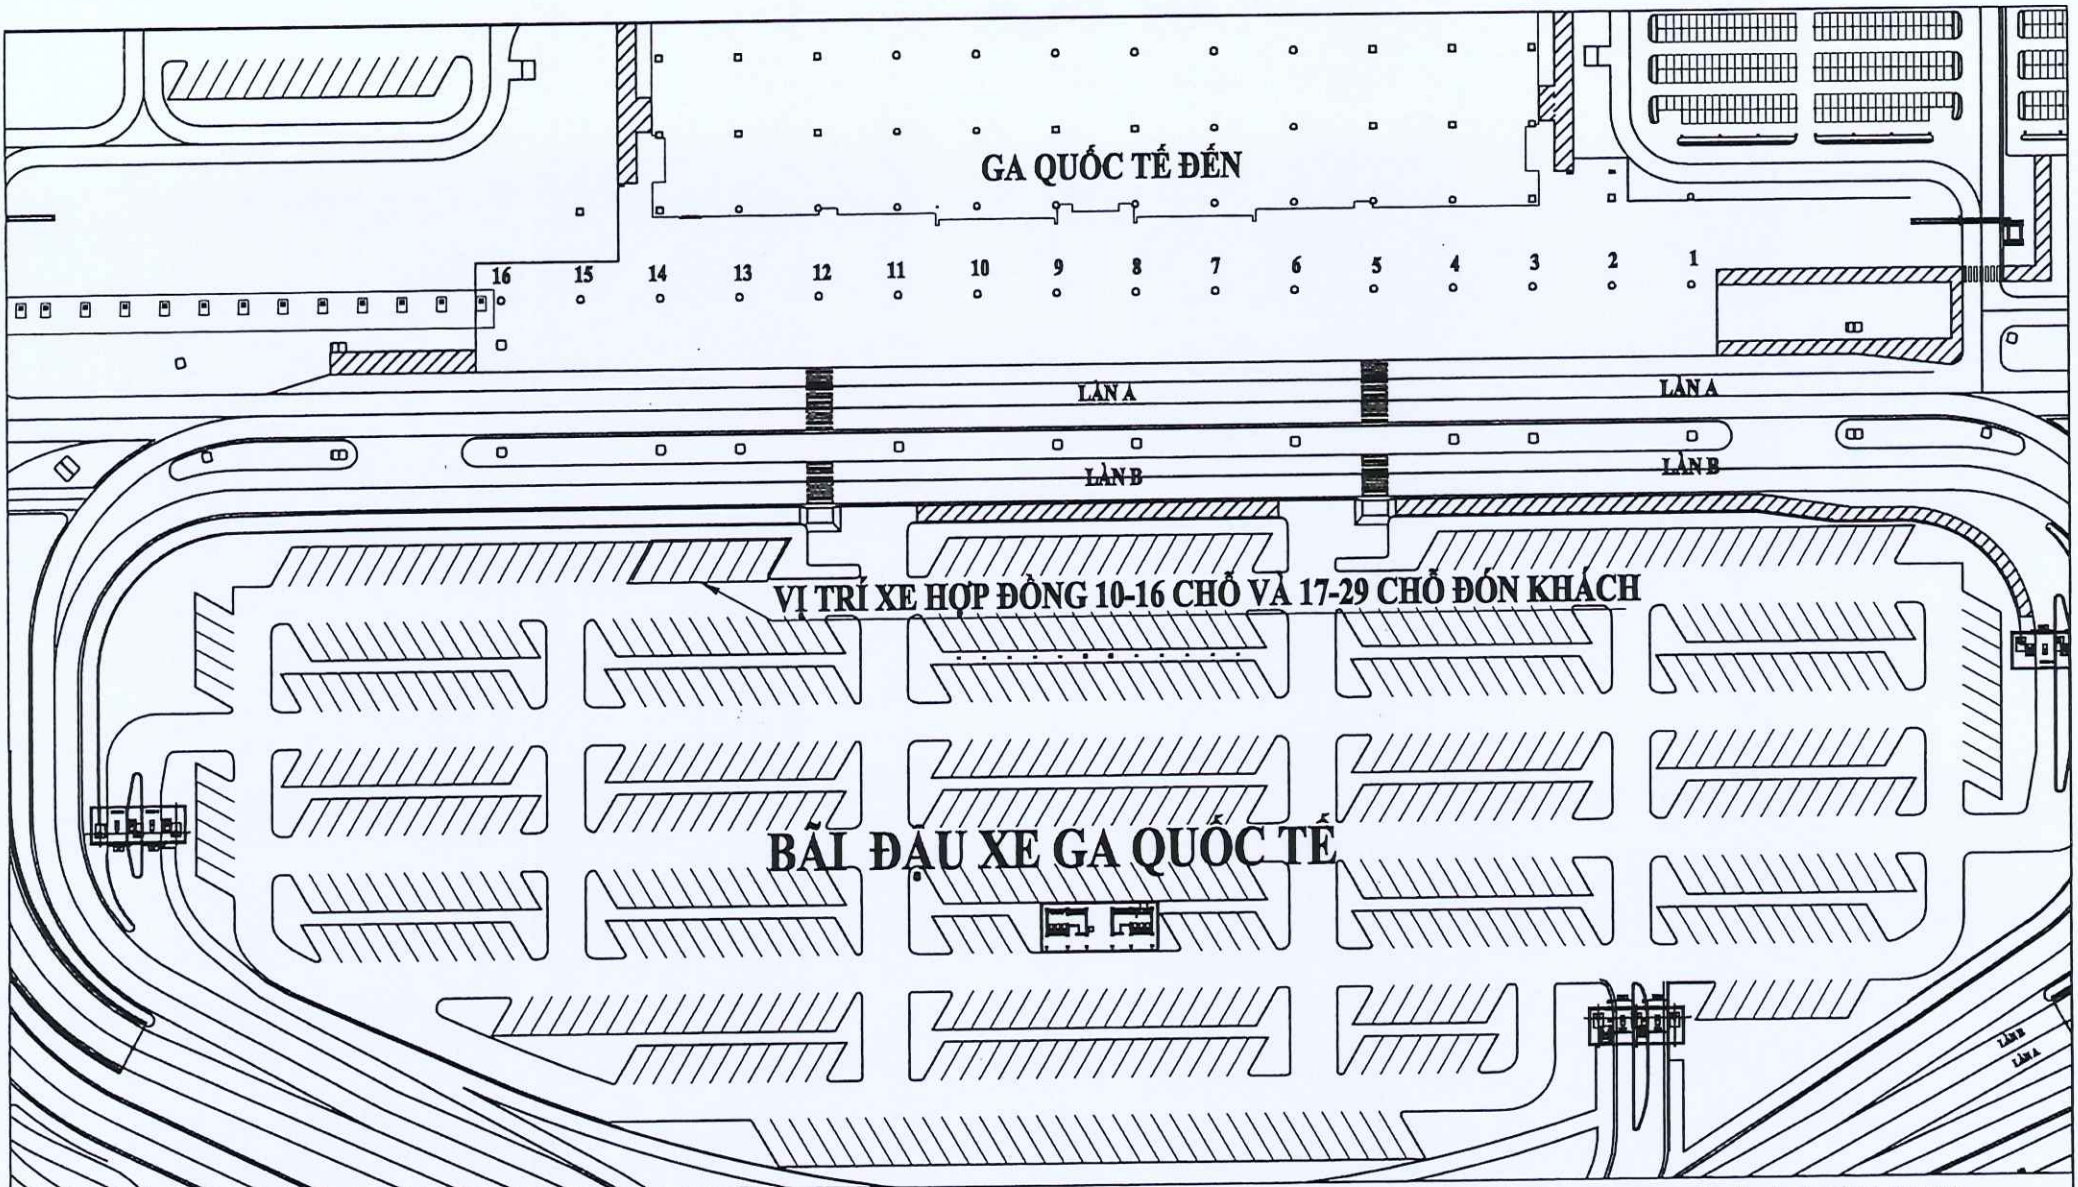 GA QUỐC TẾ ĐẾN
16 15 14 13 12 11 10 9 8 7 6 5 4 3 2 1
LÀN A LÀN A
LÀN B LÀN B
VỊ TRÍ XE HỢP ĐỒNG 10-16 CHỖ VÀ 17-29 CHỖ ĐÓN KHÁCH
BÃI ĐẬU XE GA QUỐC TẾ
LÀN B
LÀN A